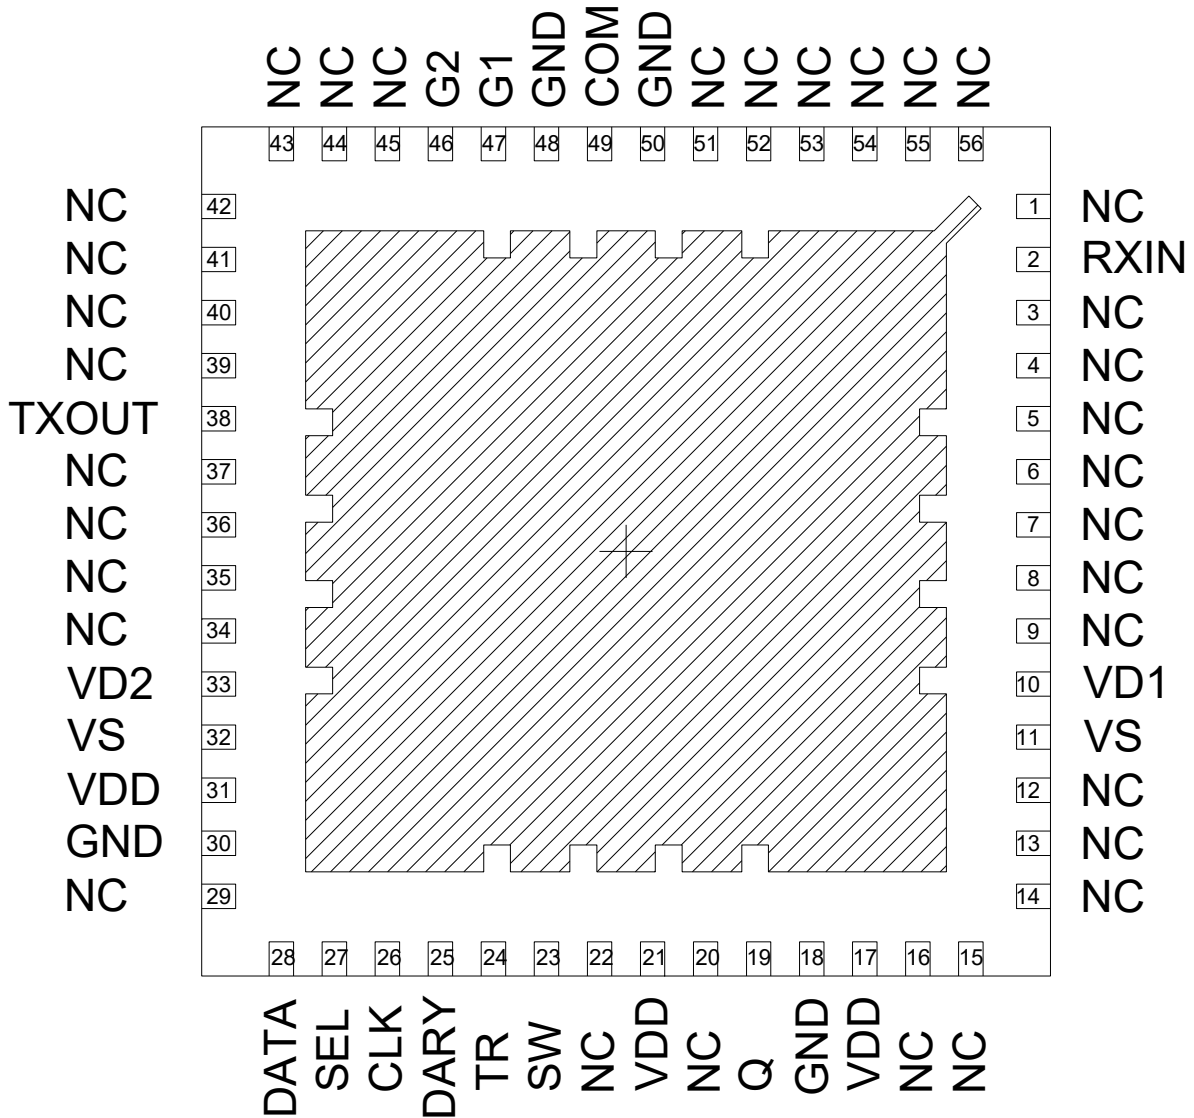 NC NC NC G2 G1 GND COM GND NC NC NC NC NC NC
43 44 45 46 47 48 49 50 51 52 53 54 55 56
NC 42 1 NC
NC 41 2 RXIN
NC 40 3 NC
NC 39 4 NC
TXOUT 38 5 NC
NC 37 6 NC
NC 36 7 NC
NC 35 8 NC
NC 34 9 NC
VD2 33 10 VD1
VS 32 11 VS
VDD 31 12 NC
GND 30 13 NC
NC 29 14 NC
28 27 26 25 24 23 22 21 20 19 18 17 16 15
DATA SEL CLK DARY TR SW NC VDD NC Q GND VDD NC NC